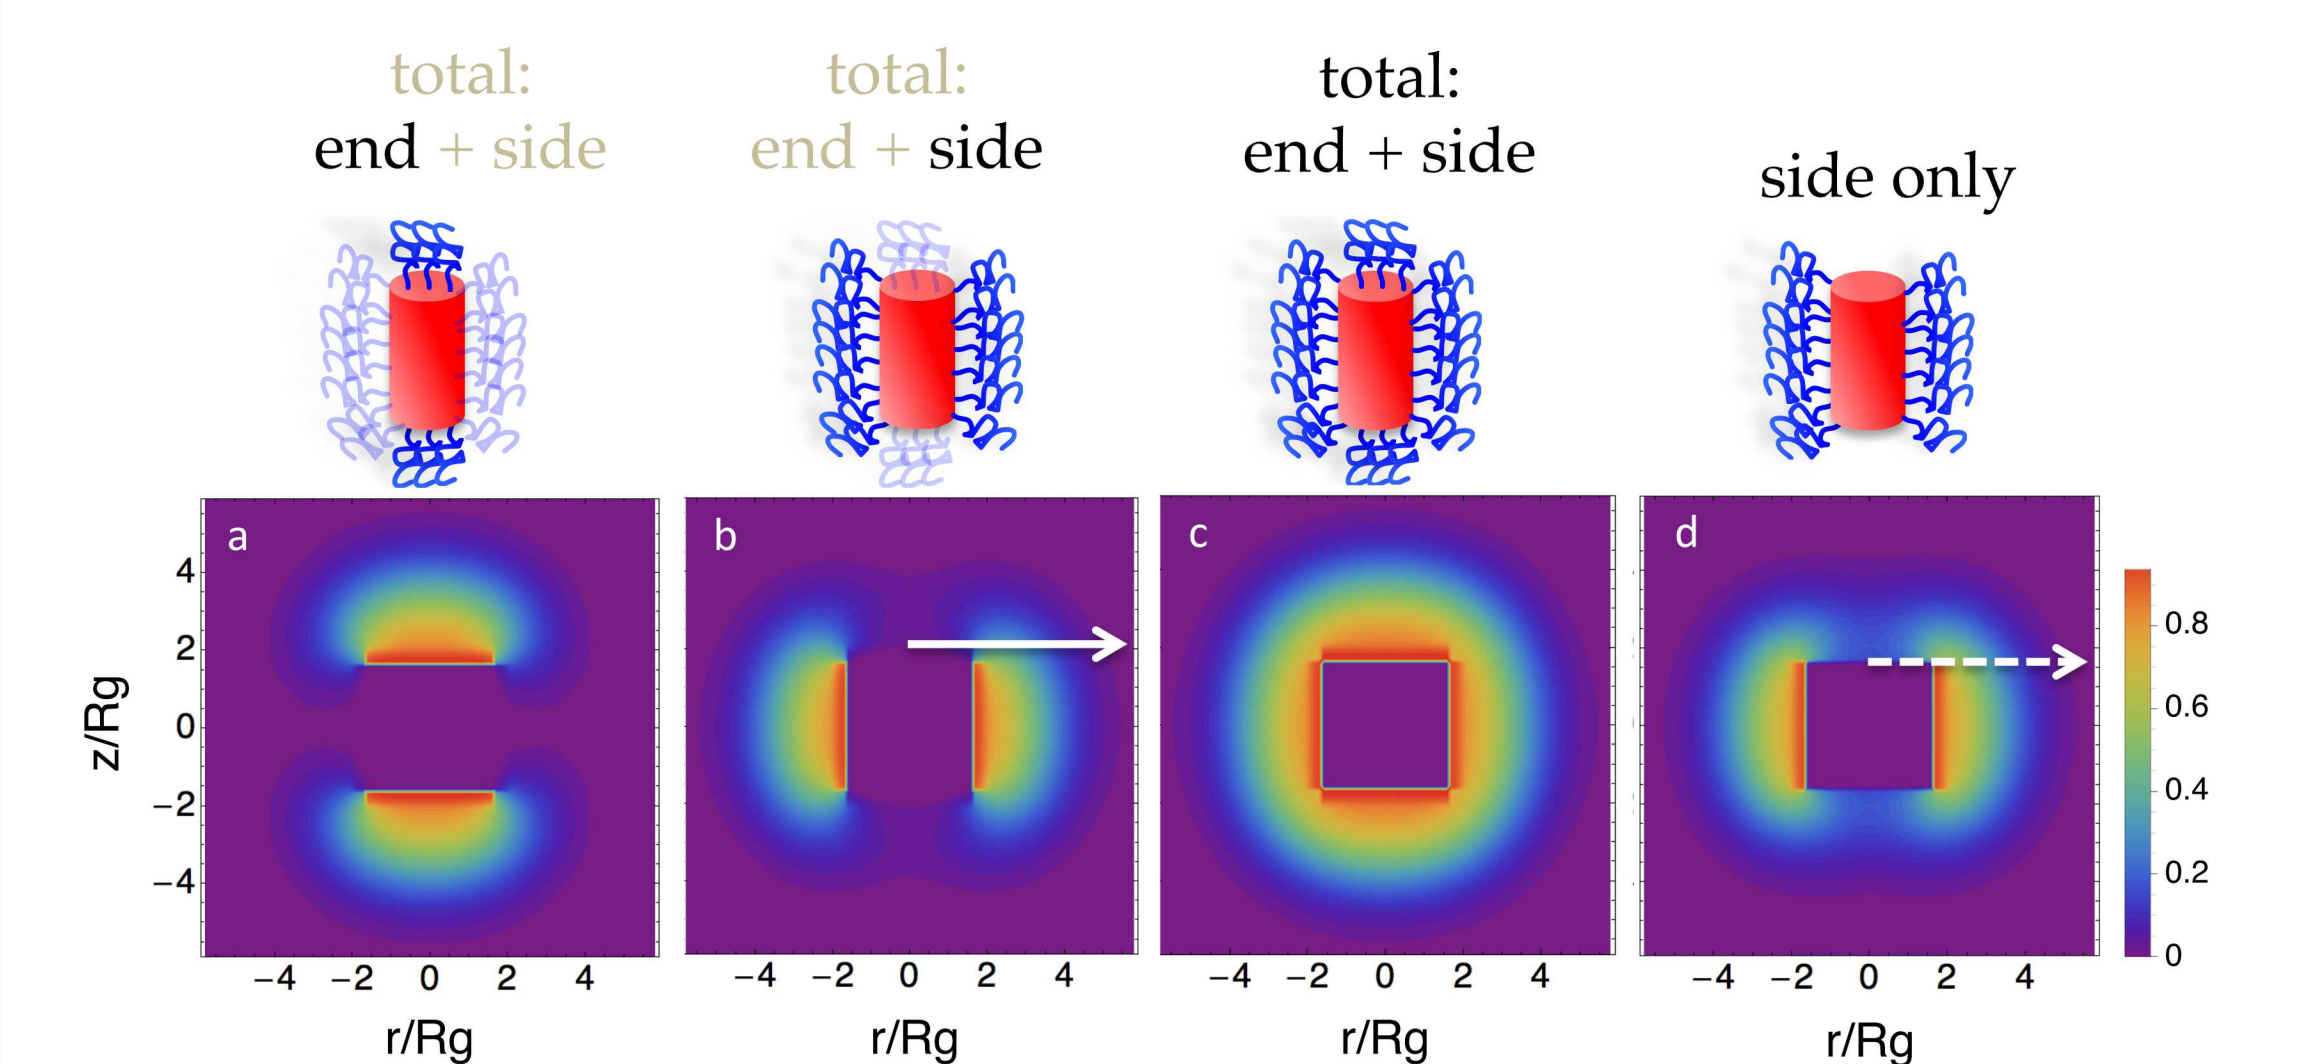 total:
end + side
total:
end + side
total:
end + side
side only
a
b
c
d
z/Rg
4
2
0
−2
−4
−4 −2 0 2 4
−4 −2 0 2 4
−4 −2 0 2 4
−4 −2 0 2 4
r/Rg
r/Rg
r/Rg
r/Rg
0.8
0.6
0.4
0.2
0